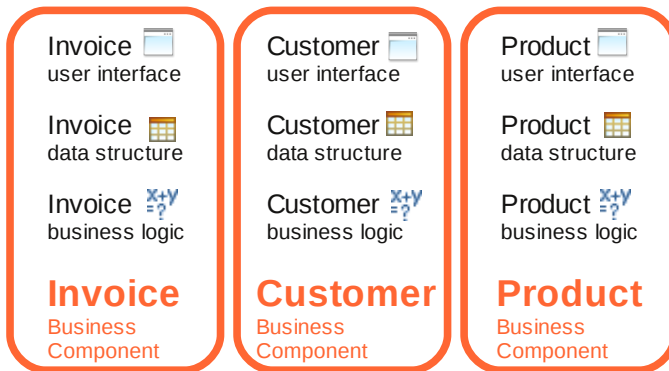 Invoice
user interface
Invoice
data structure
Invoice x+y
=?
business logic
Invoice
Business
Component
Customer
user interface
Customer
data structure
Customer x+y
=?
business logic
Customer
Business
Component
Product
user interface
Product
data structure
Product x+y
=?
business logic
Product
Business
Component